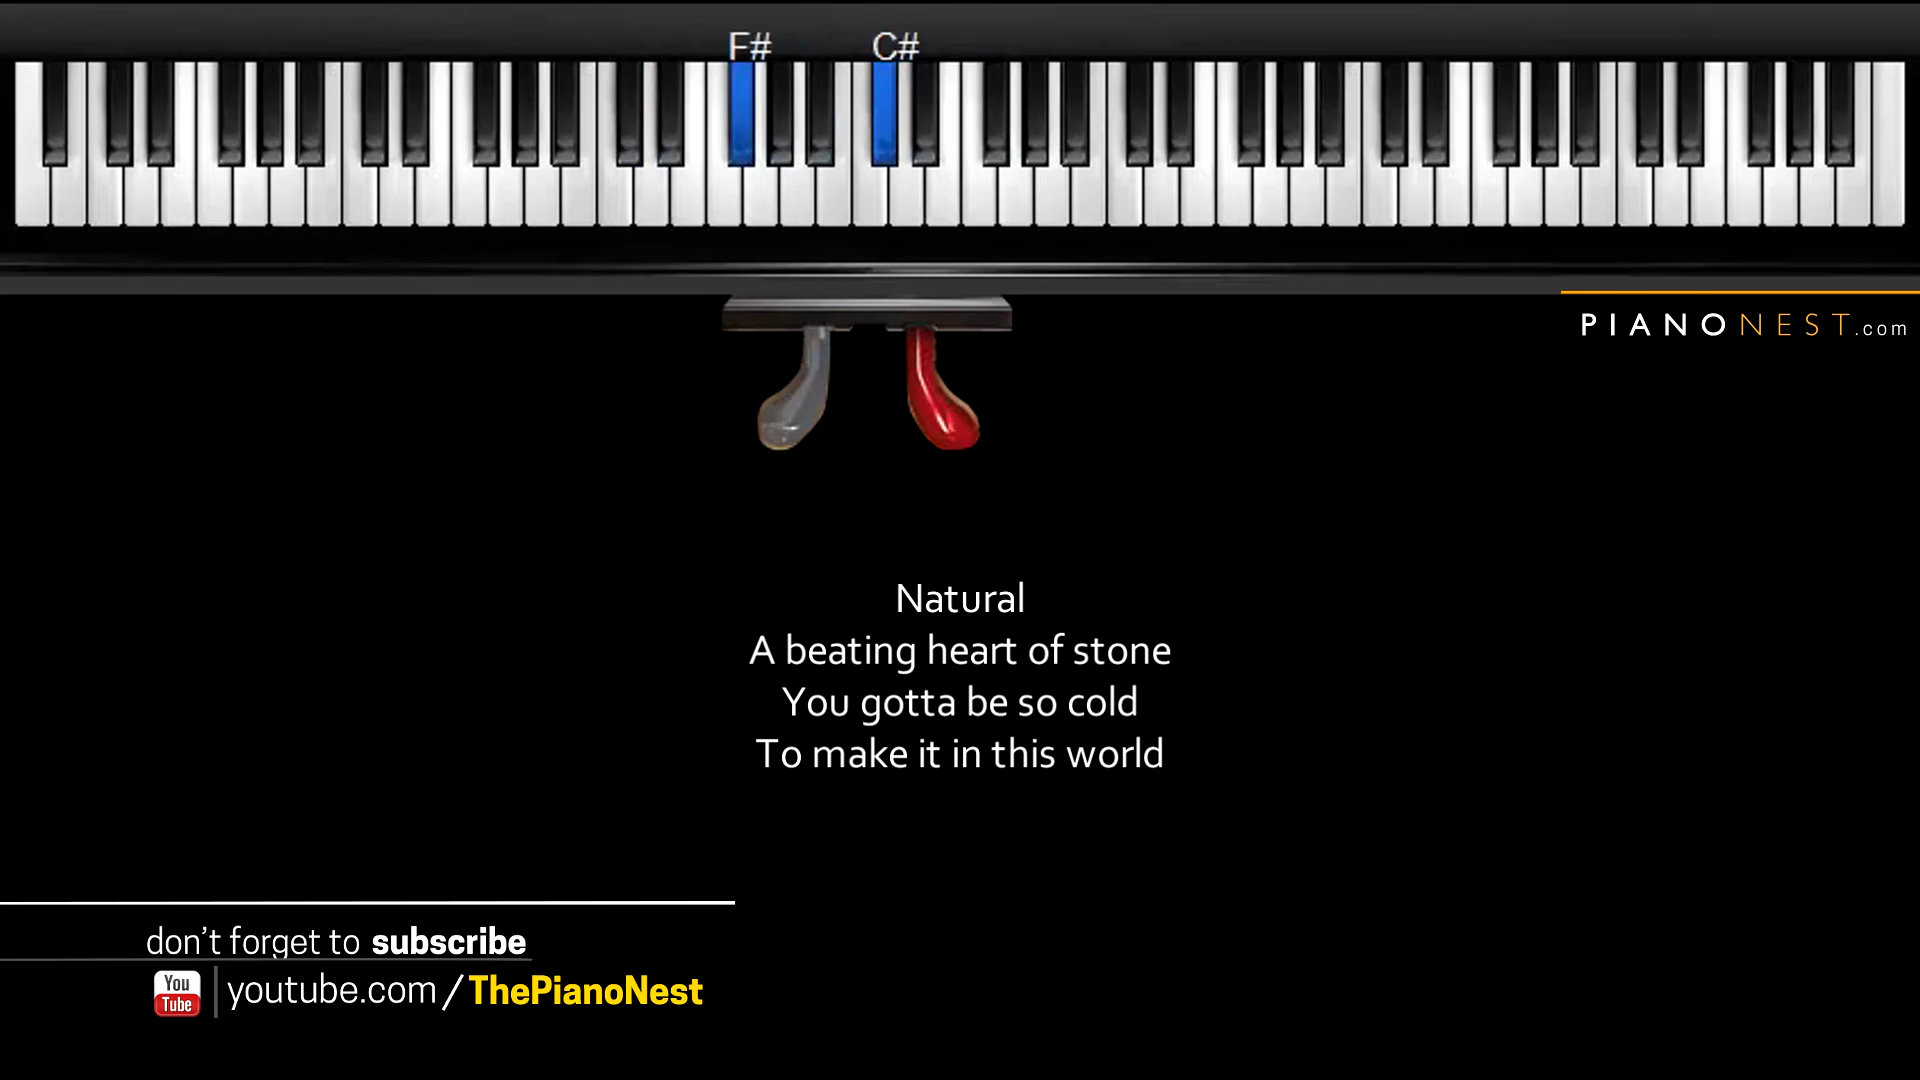 F# C#
PIANONEST.com
Natural
A beating heart of stone
You gotta be so cold
To make it in this world
don't forget to subscribe
You Tube youtube.com/ThePianoNest